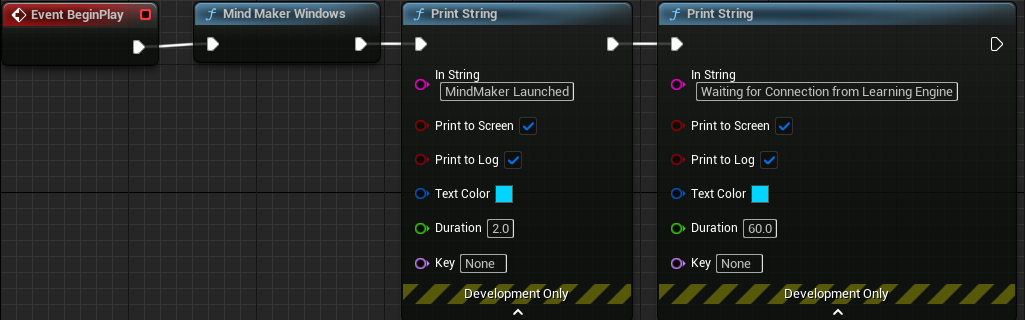 Event BeginPlay
Mind Maker Windows
Print String
In String
MindMaker Launched
Print to Screen
Print to Log
Text Color
Duration 2.0
Key None
Development Only
Print String
In String
Waiting for Connection from Learning Engine
Print to Screen
Print to Log
Text Color
Duration 60.0
Key None
Development Only